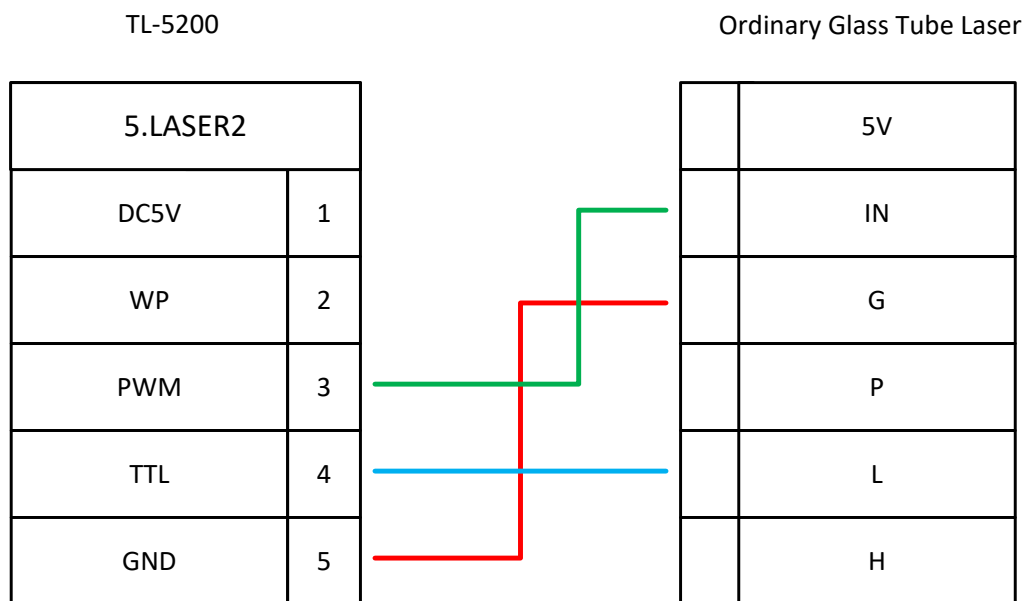 TL-5200
Ordinary Glass Tube Laser
5.LASER2
DC5V 1
WP 2
PWM 3
TTL 4
GND 5
5V
IN
G
P
L
H